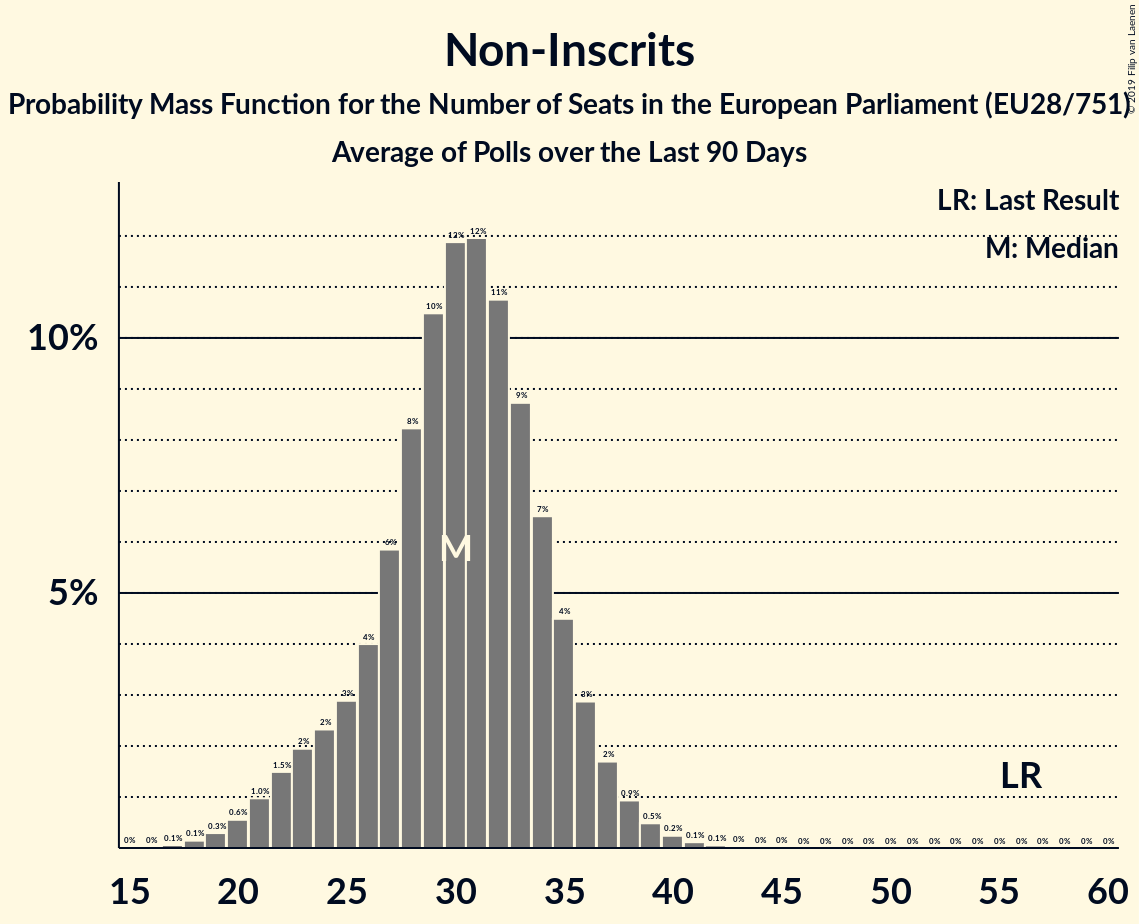 Non-Inscrits
Probability Mass Function for the Number of Seats in the European Parliament (EU28/751)
Average of Polls over the Last 90 Days
© 2019 Filip van Laenen
LR: Last Result
M: Median
10%
5%
0% 0% 0.1% 0.1% 0.3% 0.6% 1.0% 1.5% 2% 2% 3% 4% 6% 8% 10% 12% 12% 11% 9% 7% 4% 3% 2% 0.9% 0.5% 0.2% 0.1% 0.1% 0% 0% 0% 0% 0% 0% 0% 0% 0% 0% 0% 0% 0% 0% 0% 0% 0% 0%
M
LR
15 20 25 30 35 40 45 50 55 60